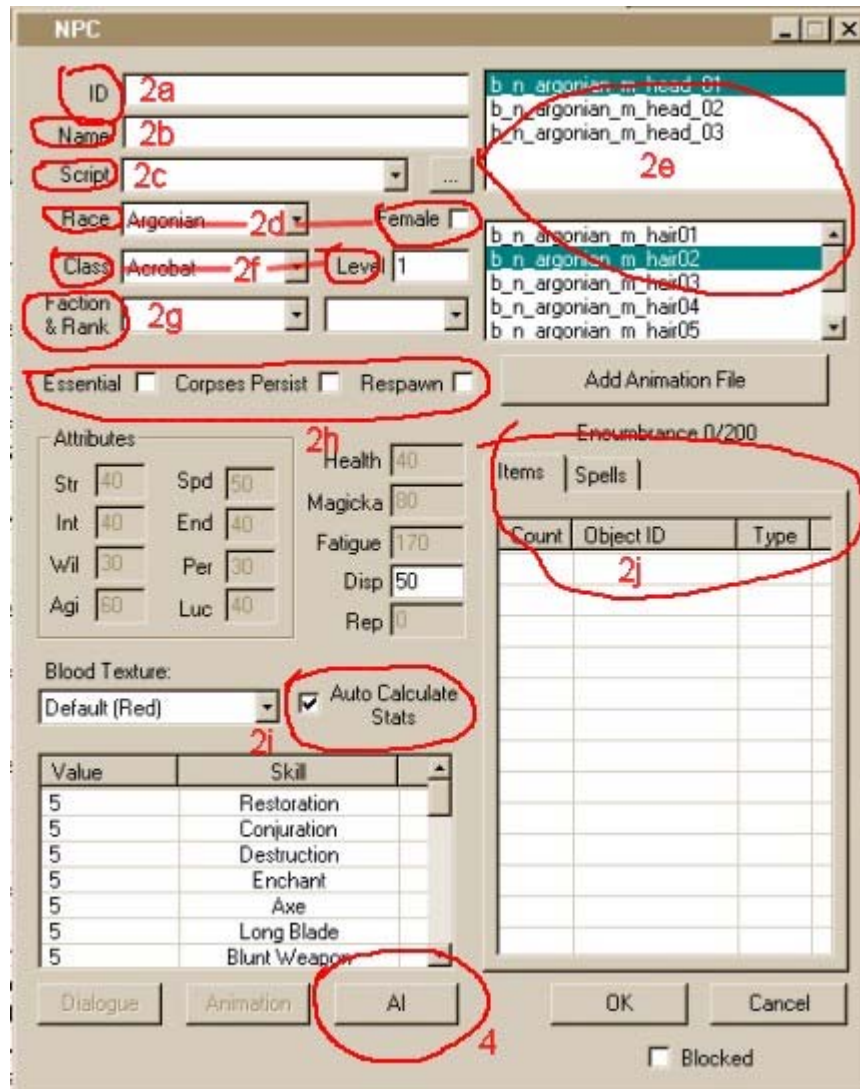 NPC
ID 2a
Name 2b
Script 2c ...
Race Argonian 2d Female
Class Acrobat 2f Level 1
Faction & Rank 2g
b_n_argonian_m_head_01
b_n_argonian_m_head_02
b_n_argonian_m_head_03
2e
b_n_argonian_m_hair01
b_n_argonian_m_hair02
b_n_argonian_m_hair03
b_n_argonian_m_hair04
b_n_argonian_m_hair05
Essential Corpses Persist Respawn
2h
Add Animation File
Attributes
Str 40 Spd 50
Int 40 End 40
Wil 30 Per 30
Agi 60 Luc 40
Health 40
Magicka 80
Fatigue 170
Disp 50
Rep 0
Encumbrance 0/200
Items Spells
Count Object ID Type
2j
Blood Texture:
Default (Red)
Auto Calculate
Stats
2i
Value Skill
5 Restoration
5 Conjuration
5 Destruction
5 Enchant
5 Axe
5 Long Blade
5 Blunt Weapon
Dialogue Animation AI OK Cancel
4
Blocked